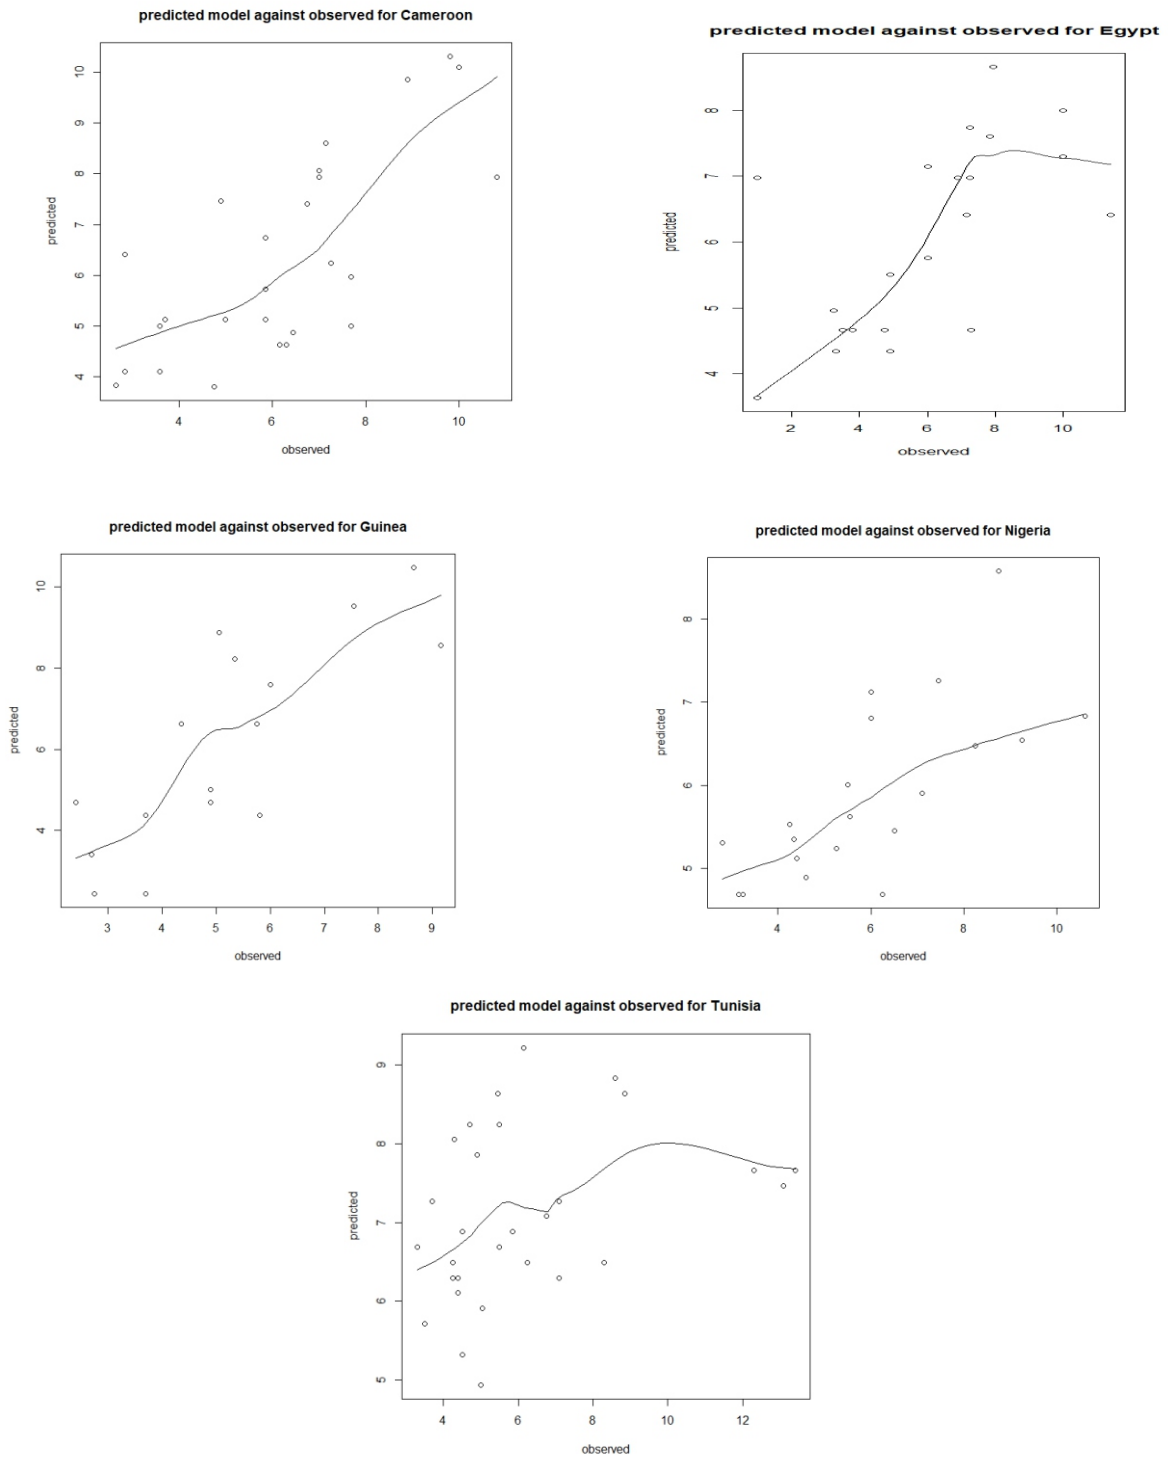 predicted model against observed for Cameroon
10
9
8
7
6
5
4
predicted
4 6 8 10
observed
predicted model against observed for Egypt
8
7
6
5
4
predicted
2 4 6 8 10
observed
predicted model against observed for Guinea
10
8
6
4
predicted
3 4 5 6 7 8 9
observed
predicted model against observed for Nigeria
8
7
6
5
predicted
4 6 8 10
observed
predicted model against observed for Tunisia
9
8
7
6
5
predicted
4 6 8 10 12
observed